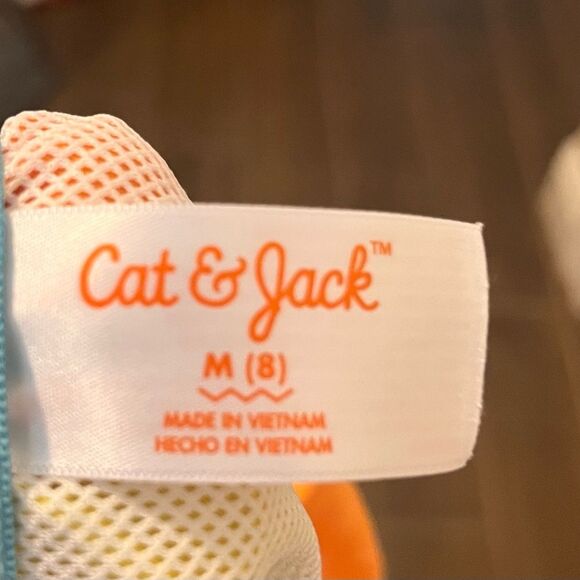 Cat & Jack™
M (8)
MADE IN VIETNAM
HECHO EN VIETNAM